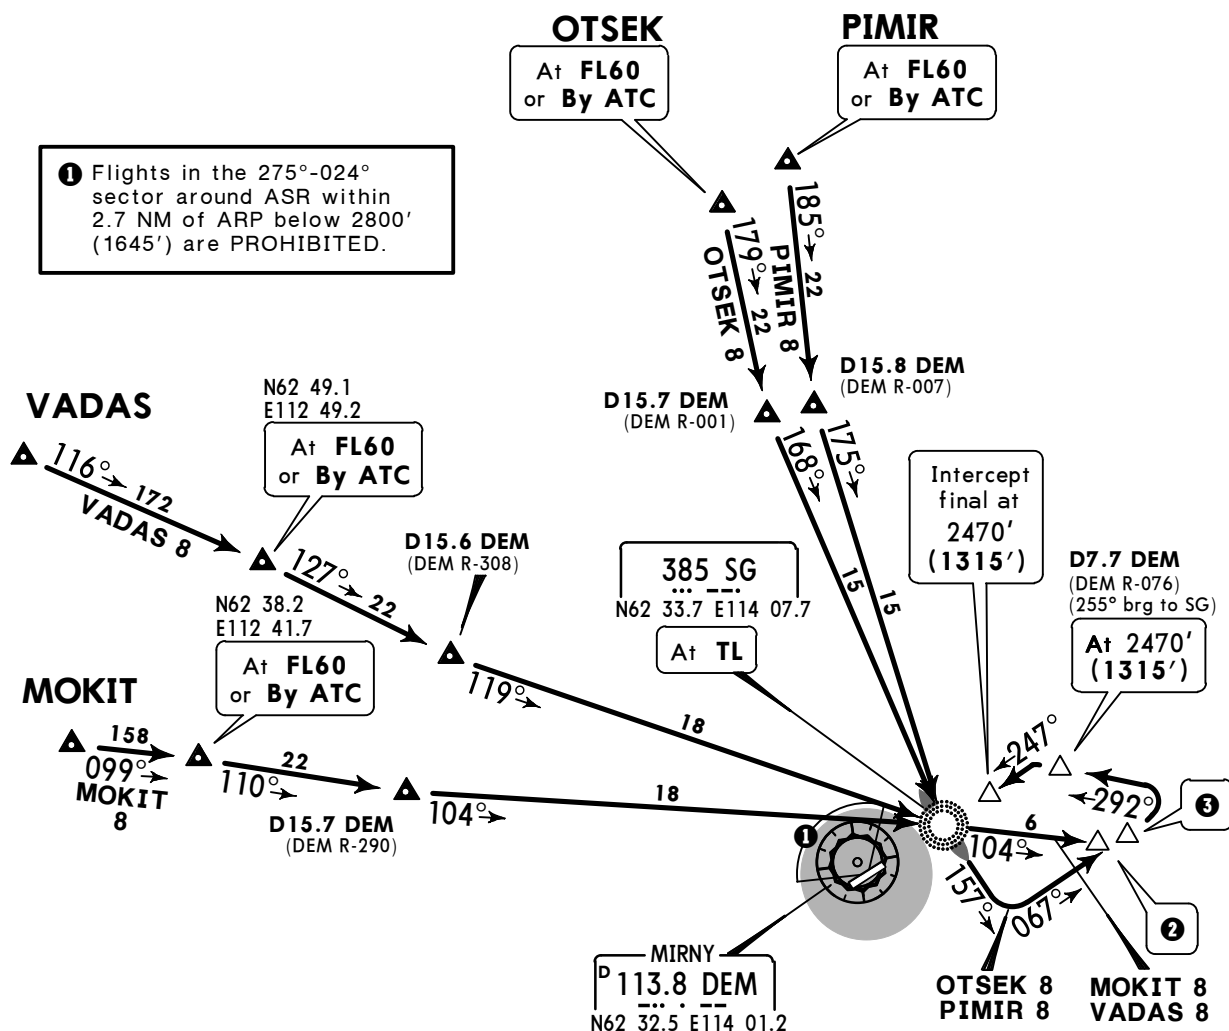 OTSEK
At FL60
or By ATC
PIMIR
At FL60
or By ATC
❶ Flights in the 275°-024°
sector around ASR within
2.7 NM of ARP below 2800'
(1645') are PROHIBITED.
179°
22
OTSEK 8
185°
22
PIMIR 8
D15.7 DEM
(DEM R-001)
D15.8 DEM
(DEM R-007)
168°
15
175°
15
VADAS
116°
172
VADAS 8
N62 49.1
E112 49.2
At FL60
or By ATC
127°
22
D15.6 DEM
(DEM R-308)
119°
18
MOKIT
158
099°
MOKIT
8
N62 38.2
E112 41.7
At FL60
or By ATC
110°
22
D15.7 DEM
(DEM R-290)
104°
18
385 SG
N62 33.7 E114 07.7
At TL
Intercept
final at
2470'
(1315')
D7.7 DEM
(DEM R-076)
(255° brg to SG)
At 2470'
(1315')
247°
292°
❸
❶
6
104°
157°
067°
❷
MIRNY
D 113.8 DEM
N62 32.5 E114 01.2
OTSEK 8
PIMIR 8
MOKIT 8
VADAS 8